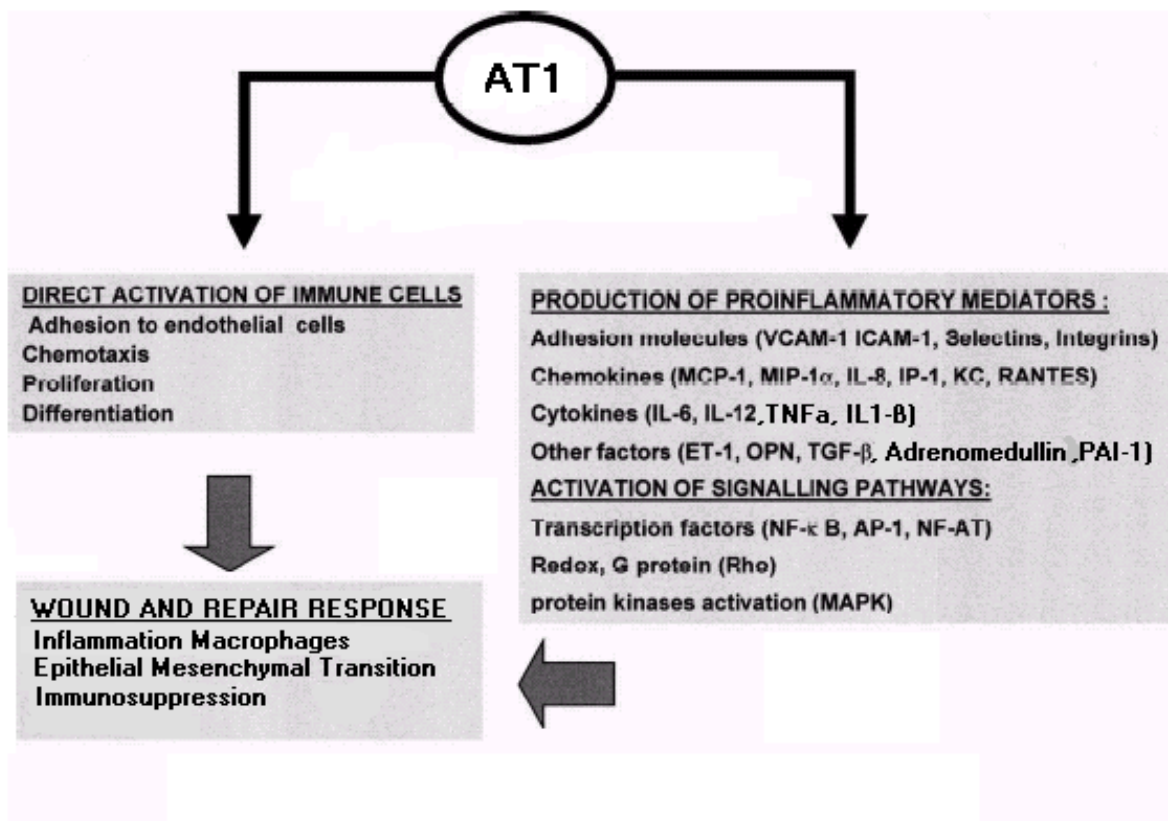 AT1
DIRECT ACTIVATION OF IMMUNE CELLS
Adhesion to endothelial cells
Chemotaxis
Proliferation
Differentiation
PRODUCTION OF PROINFLAMMATORY MEDIATORS :
Adhesion molecules (VCAM-1 ICAM-1, Selectins, Integrins)
Chemokines (MCP-1, MIP-1α, IL-8, IP-1, KC, RANTES)
Cytokines (IL-6, IL-12,TNFa, IL1-B)
Other factors (ET-1, OPN, TGF-β, Adrenomedullin ,PAI-1)
ACTIVATION OF SIGNALLING PATHWAYS:
Transcription factors (NF-κ B, AP-1, NF-AT)
Redox, G protein (Rho)
protein kinases activation (MAPK)
WOUND AND REPAIR RESPONSE
Inflammation Macrophages
Epithelial Mesenchymal Transition
Immunosuppression